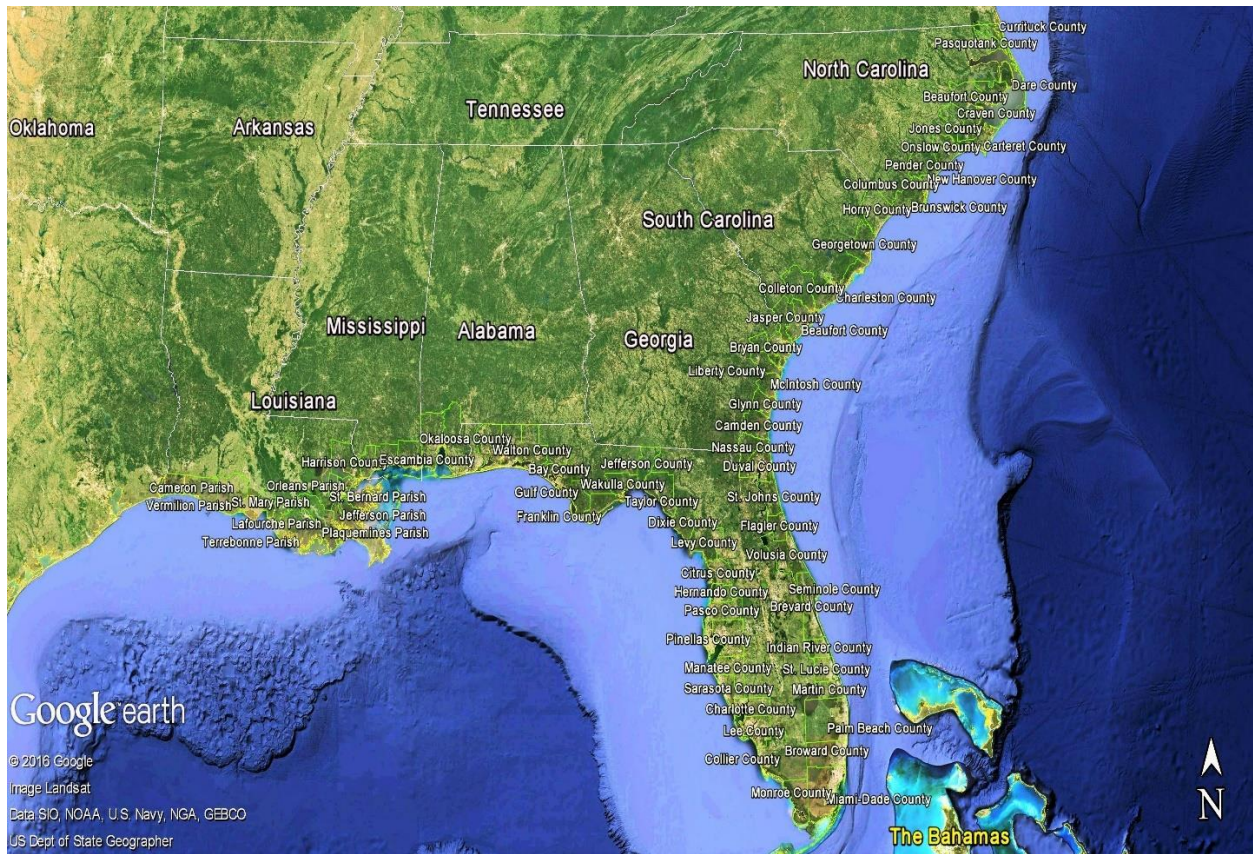 Currituck County
Pasquotank County
North Carolina
Dare County
Beaufort County
Craven County
Oklahoma
Arkansas
Tennessee
Jones County
Onslow County
Carteret County
Pender County
New Hanover County
Columbus County
Horry County
Brunswick County
South Carolina
Georgetown County
Colleton County
Charleston County
Jasper County
Beaufort County
Mississippi
Alabama
Georgia
Bryan County
Liberty County
McIntosh County
Louisiana
Glynn County
Camden County
Okaloosa County
Walton County
Nassau County
Harrison County
Escambia County
Bay County
Jefferson County
Duval County
Cameron Parish
Orleans Parish
Gulf County
Wakulla County
Vermilion Parish
St. Mary Parish
St. Bernard Parish
Taylor County
St. Johns County
Lafourche Parish
Jefferson Parish
Franklin County
Dixie County
Flagler County
Terrebonne Parish
Plaquemines Parish
Levy County
Volusia County
Citrus County
Hernando County
Seminole County
Pasco County
Brevard County
Pinellas County
Indian River County
Manatee County
St. Lucie County
Sarasota County
Martin County
Charlotte County
Lee County
Palm Beach County
Collier County
Broward County
Monroe County
Miami-Dade County
The Bahamas
Google earth
© 2016 Google
Image Landsat
Data SIO, NOAA, U.S. Navy, NGA, GEBCO
US Dept of State Geographer
N